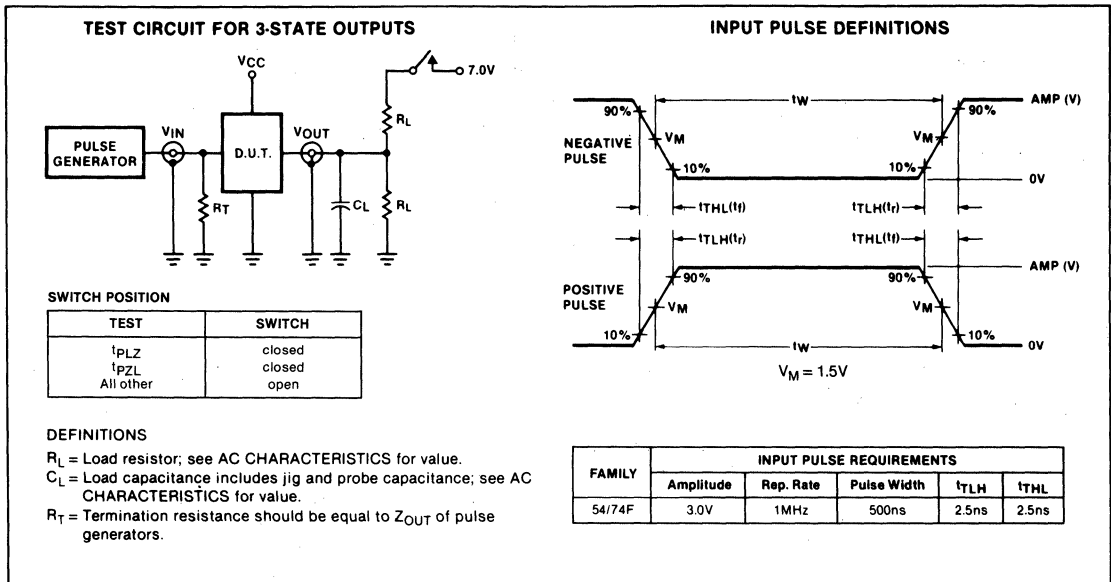 TEST CIRCUIT FOR 3-STATE OUTPUTS
VCC
7.0V
RL
VIN
VOUT
PULSE
GENERATOR
D.U.T.
RT
CL
RL
SWITCH POSITION
TEST SWITCH
tPLZ closed
tPZL closed
All other open
DEFINITIONS
RL = Load resistor; see AC CHARACTERISTICS for value.
CL = Load capacitance includes jig and probe capacitance; see AC
CHARACTERISTICS for value.
RT = Termination resistance should be equal to ZOUT of pulse
generators.
INPUT PULSE DEFINITIONS
tW
AMP (V)
90% 90%
NEGATIVE
PULSE
VM VM
10% 10%
0V
tTHL(tf) tTLH(tr)
tTLH(tr) tTHL(tf)
AMP (V)
90% 90%
POSITIVE
PULSE
VM VM
10% 10%
tW
0V
VM = 1.5V
FAMILY INPUT PULSE REQUIREMENTS
Amplitude Rep. Rate Pulse Width tTLH tTHL
54/74F 3.0V 1MHz 500ns 2.5ns 2.5ns